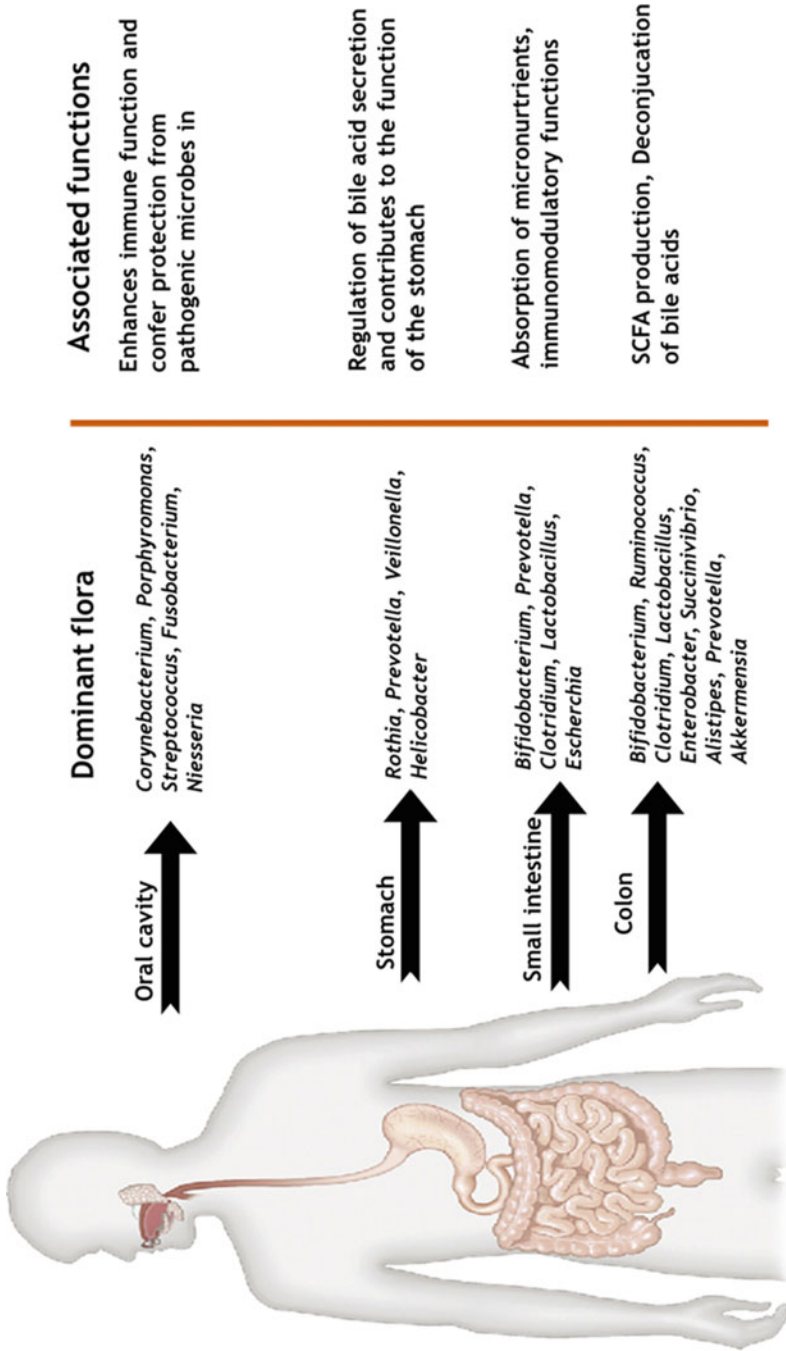 Dominant flora
Associated functions
Oral cavity
Corynebacterium, Porphyromonas,
Streptococcus, Fusobacterium,
Niesseria
Enhances immune function and
confer protection from
pathogenic microbes in
Stomach
Rothia, Prevotella, Veillonella,
Helicobacter
Regulation of bile acid secretion
and contributes to the function
of the stomach
Small intestine
Bifidobacterium, Prevotella,
Clotridium, Lactobacillus,
Escherchia
Absorption of micronurtrients,
immunomodulatory functions
Colon
Bifidobacterium, Ruminococcus,
Clotridium, Lactobacillus,
Enterobacter, Succinivibrio,
Alistipes, Prevotella,
Akkermensia
SCFA production, Deconjucation
of bile acids